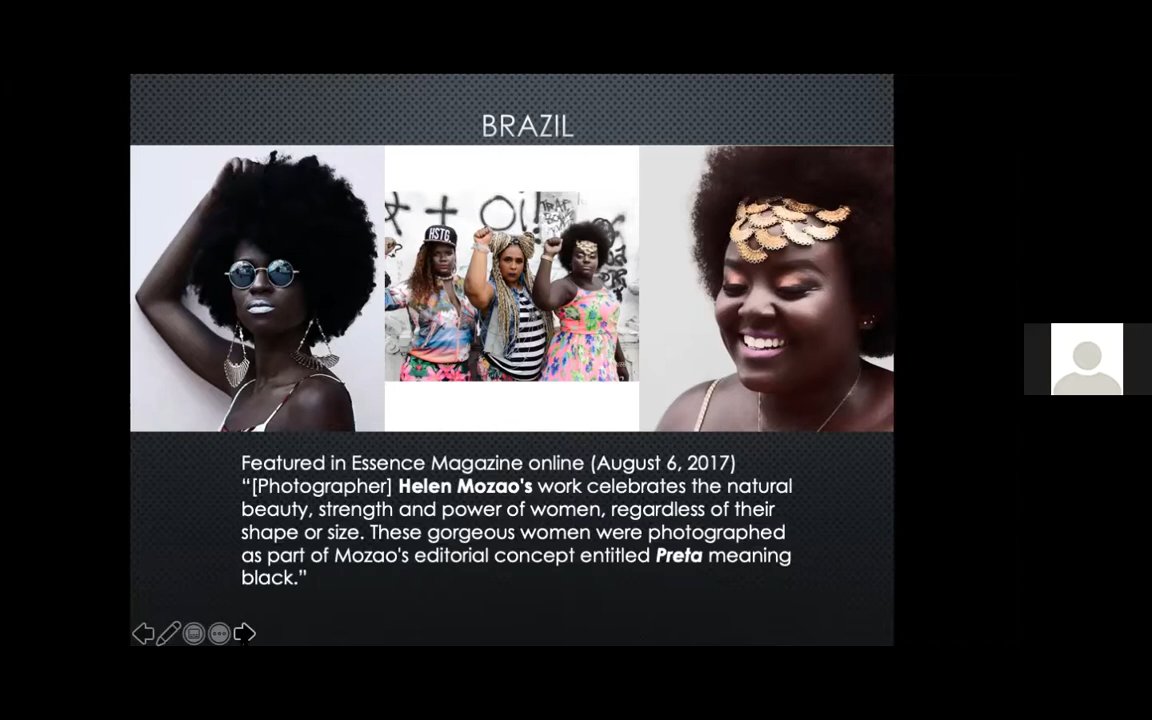 BRAZIL
+ oi!
TRAP
HSTG
Featured in Essence Magazine online (August 6, 2017)
“[Photographer] Helen Mozao's work celebrates the natural
beauty, strength and power of women, regardless of their
shape or size. These gorgeous women were photographed
as part of Mozao's editorial concept entitled Preta meaning
black.”